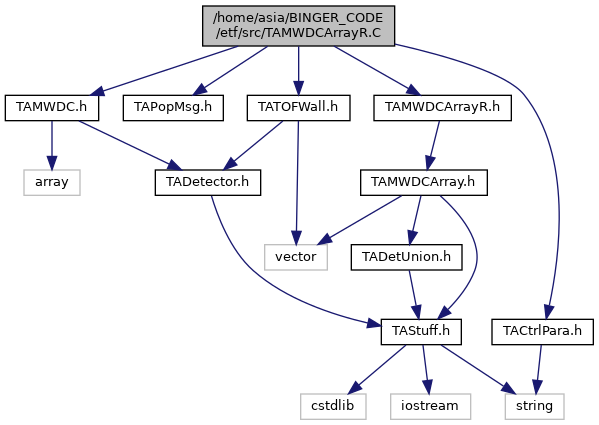 /home/asia/BINGER_CODE
/etf/src/TAMWDCArrayR.C
TAMWDC.h
TAPopMsg.h
TATOFWall.h
TAMWDCArrayR.h
array
TADetector.h
TAMWDCArray.h
vector
TADetUnion.h
TAStuff.h
TACtrlPara.h
cstdlib
iostream
string